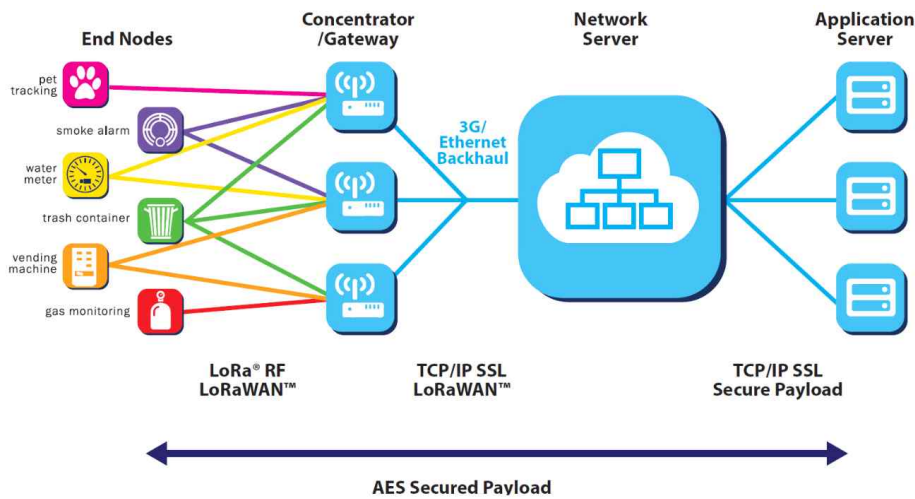 End Nodes
Concentrator
/Gateway
Network
Server
Application
Server
pet
tracking
smoke alarm
water
meter
trash container
vending
machine
gas monitoring
3G/
Ethernet
Backhaul
LoRa® RF
LoRaWAN™
TCP/IP SSL
LoRaWAN™
TCP/IP SSL
Secure Payload
AES Secured Payload